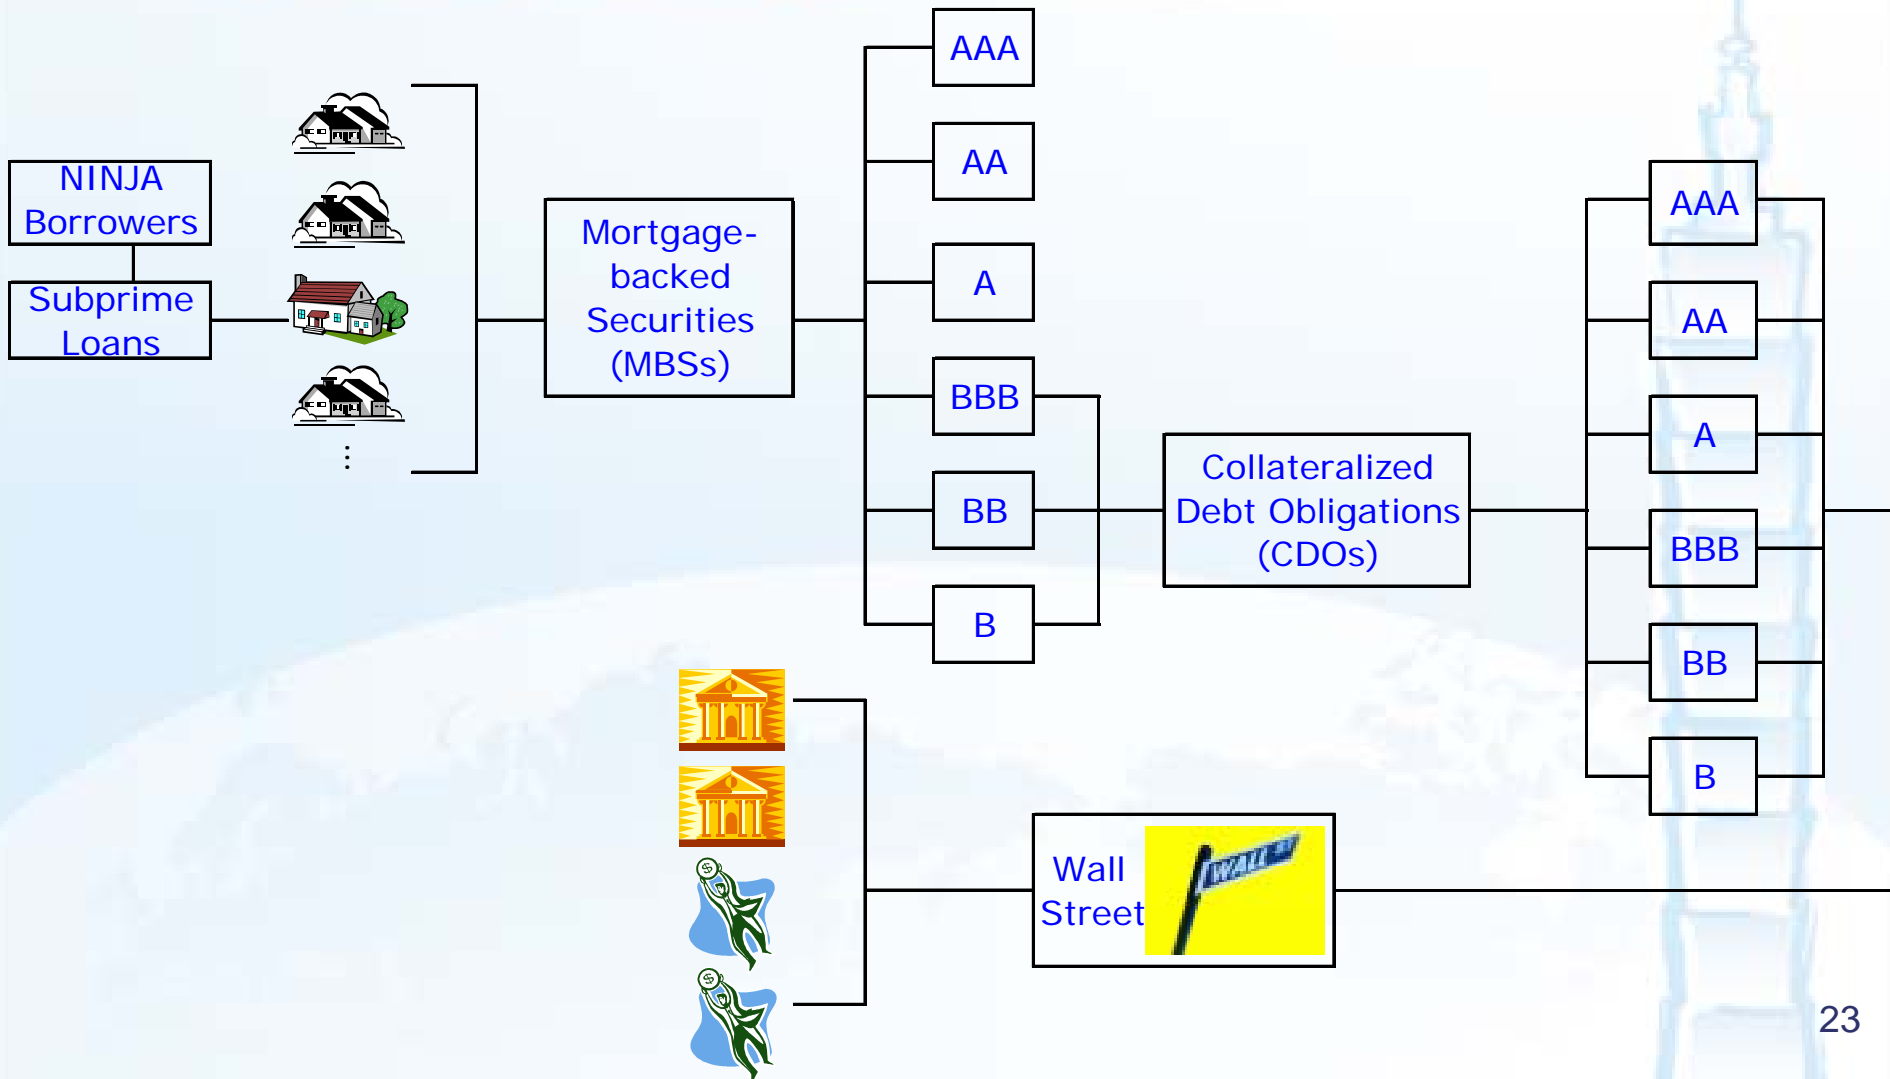 NINJA
Borrowers
Subprime
Loans
⋮
Mortgage-
backed
Securities
(MBSs)
AAA
AA
A
BBB
BB
B
Collateralized
Debt Obligations
(CDOs)
AAA
AA
A
BBB
BB
B
$
$
Wall
Street
WALL ST
23